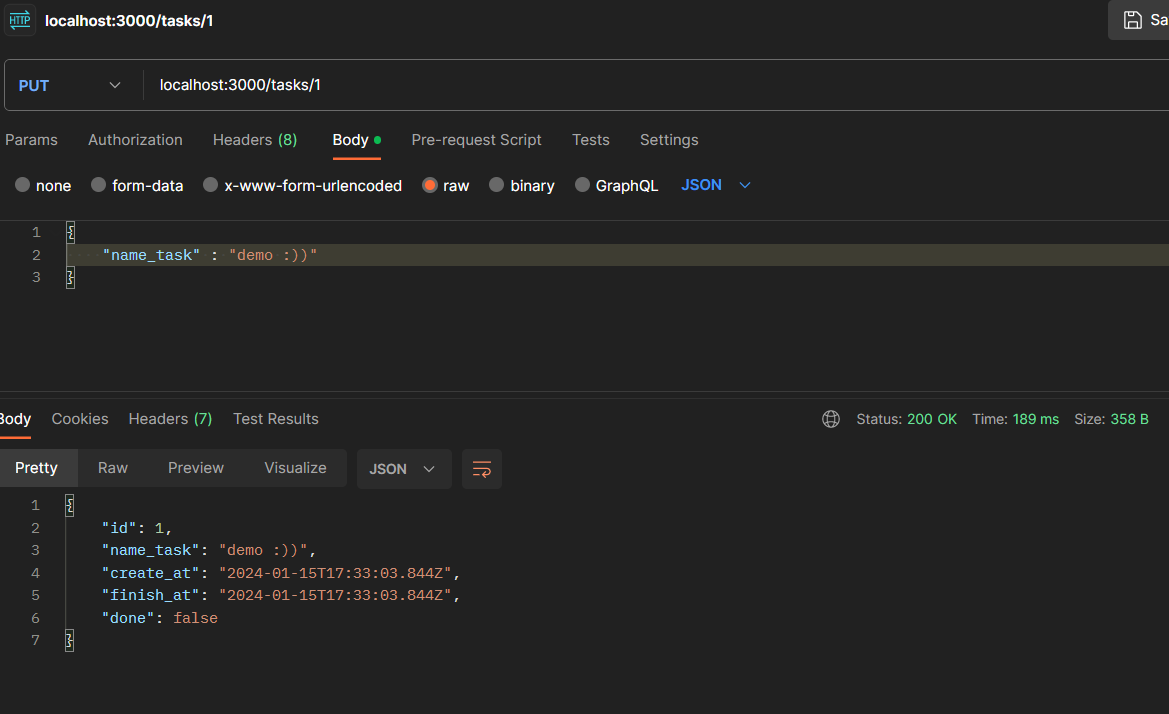 HTTP localhost:3000/tasks/1 Sa
PUT localhost:3000/tasks/1
Params Authorization Headers (8) Body Pre-request Script Tests Settings
none form-data x-www-form-urlencoded raw binary GraphQL JSON
1 {
2 "name_task" : "demo :))"
3 }
Body Cookies Headers (7) Test Results Status: 200 OK Time: 189 ms Size: 358 B
Pretty Raw Preview Visualize JSON
1 {
2 "id": 1,
3 "name_task": "demo :))",
4 "create_at": "2024-01-15T17:33:03.844Z",
5 "finish_at": "2024-01-15T17:33:03.844Z",
6 "done": false
7 }